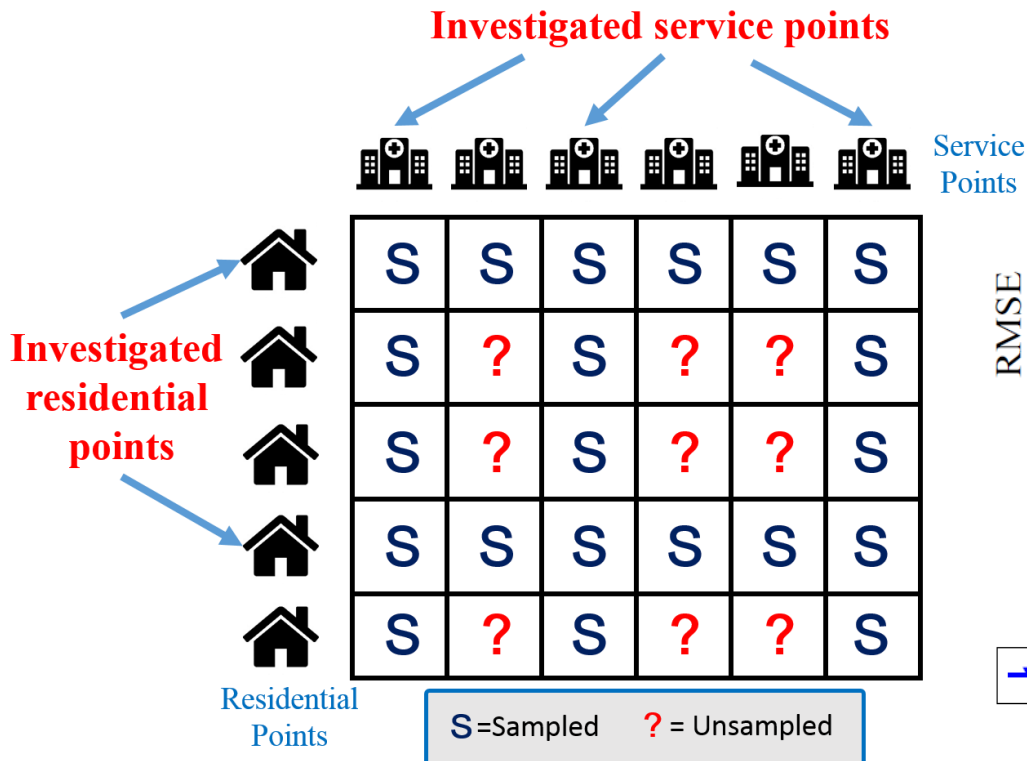 Investigated service points
Service
Points
S S S S S S
Investigated
residential
points
S ? S ? ? S
S ? S ? ? S
S S S S S S
S ? S ? ? S
Residential
Points
S =Sampled ? = Unsampled
RMSE